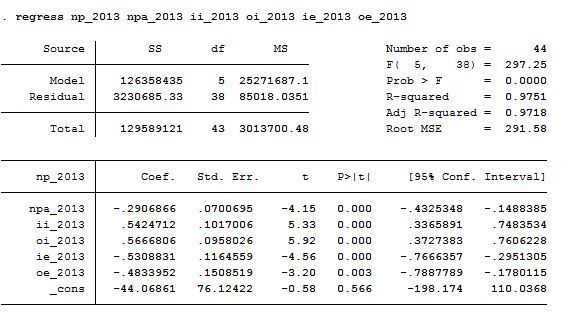 . regress np_2013 npa_2013 ii_2013 oi_2013 ie_2013 oe_2013
Source SS df MS Number of obs = 44
F( 5, 38) = 297.25
Model 126358435 5 25271687.1 Prob > F = 0.0000
Residual 3230685.33 38 85018.0351 R-squared = 0.9751
Adj R-squared = 0.9718
Total 129589121 43 3013700.48 Root MSE = 291.58
np_2013 Coef. Std. Err. t P>|t| [95% Conf. Interval]
npa_2013 -.2906866 .0700695 -4.15 0.000 -.4325348 -.1488385
ii_2013 .5424712 .1017006 5.33 0.000 .3365891 .7483534
oi_2013 .5666806 .0958026 5.92 0.000 .3727383 .7606228
ie_2013 -.5308831 .1164559 -4.56 0.000 -.7666357 -.2951305
oe_2013 -.4833952 .1508519 -3.20 0.003 -.7887789 -.1780115
_cons -44.06861 76.12422 -0.58 0.566 -198.174 110.0368